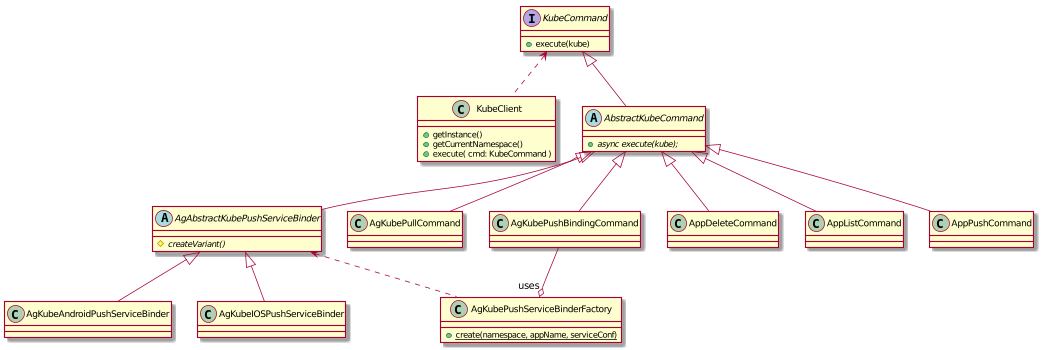 I KubeCommand
execute(kube)
C KubeClient
getInstance()
getCurrentNamespace()
execute( cmd: KubeCommand )
A AbstractKubeCommand
async execute(kube);
A AgAbstractKubePushServiceBinder
createVariant()
C AgKubePullCommand
C AgKubePushBindingCommand
C AppDeleteCommand
C AppListCommand
C AppPushCommand
uses
C AgKubeAndroidPushServiceBinder
C AgKubeIOSPushServiceBinder
C AgKubePushServiceBinderFactory
create(namespace, appName, serviceConf)